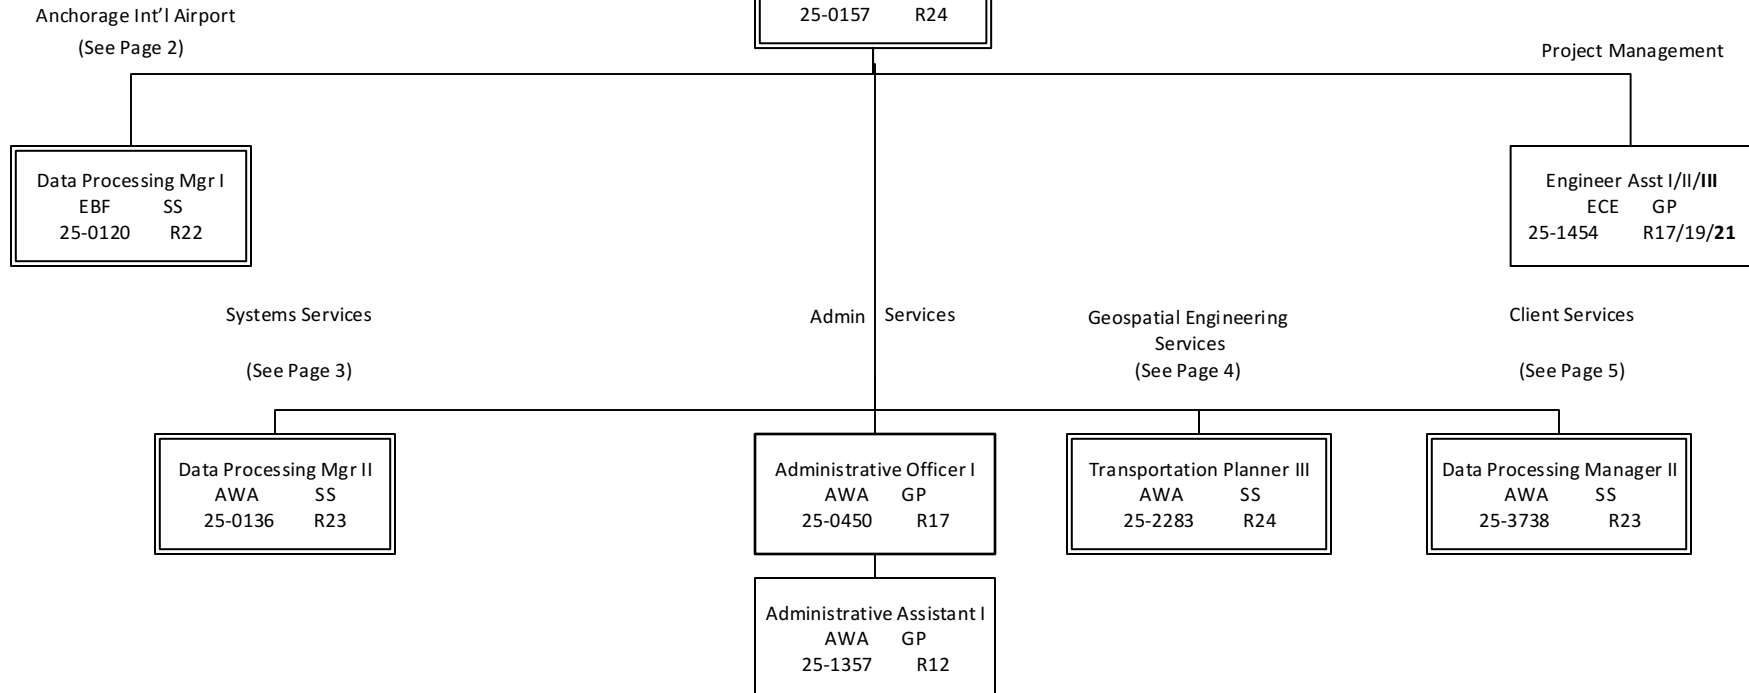 Anchorage Int'l Airport
(See Page 2)
25-0157 R24
Project Management
Data Processing Mgr I
EBF SS
25-0120 R22
Engineer Asst I/II/III
ECE GP
25-1454 R17/19/21
Systems Services
(See Page 3)
Admin Services
Geospatial Engineering
Services
(See Page 4)
Client Services
(See Page 5)
Data Processing Mgr II
AWA SS
25-0136 R23
Administrative Officer I
AWA GP
25-0450 R17
Transportation Planner III
AWA SS
25-2283 R24
Data Processing Manager II
AWA SS
25-3738 R23
Administrative Assistant I
AWA GP
25-1357 R12